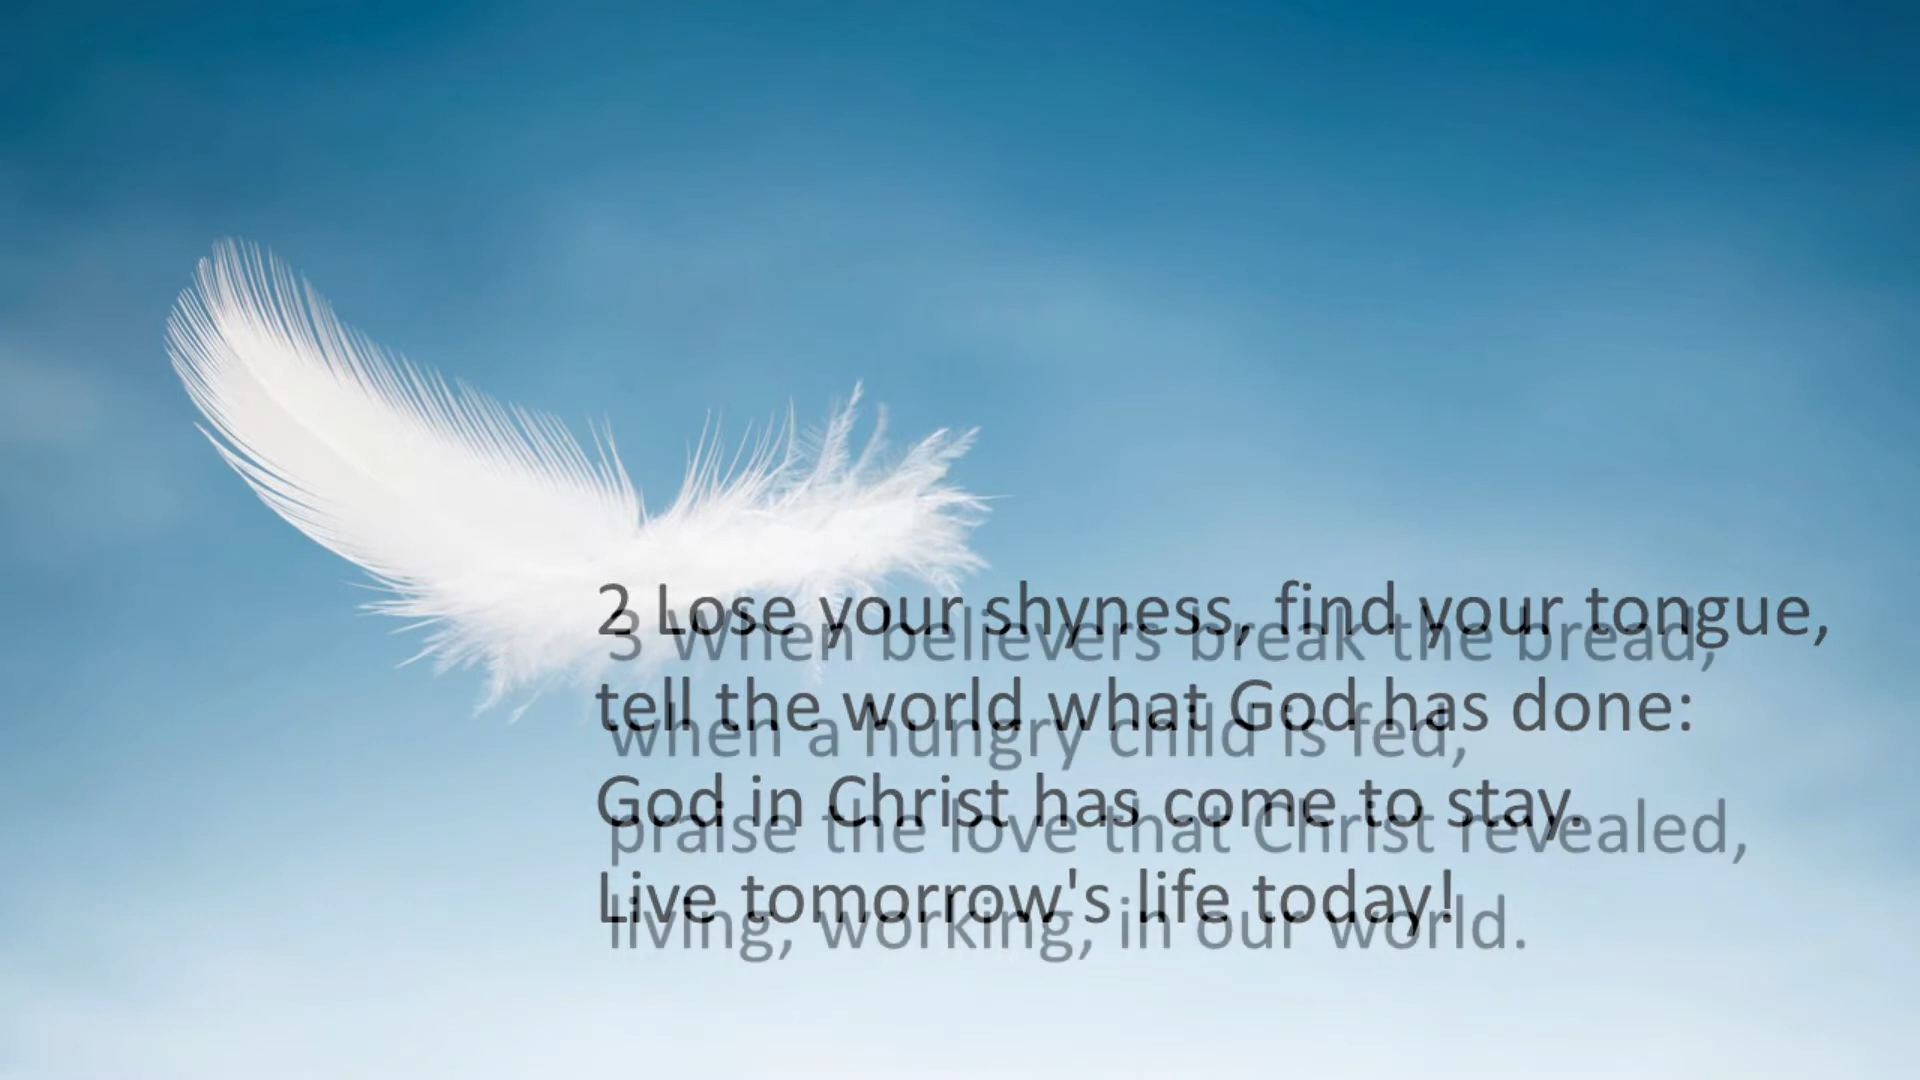 2 Lose your shyness, find your tongue,
tell the world what God has done:
God in Christ has come to stay.
Live tomorrow's life today!
3 When believers break the bread,
when a hungry child is fed,
praise the love that Christ revealed,
living, working, in our world.